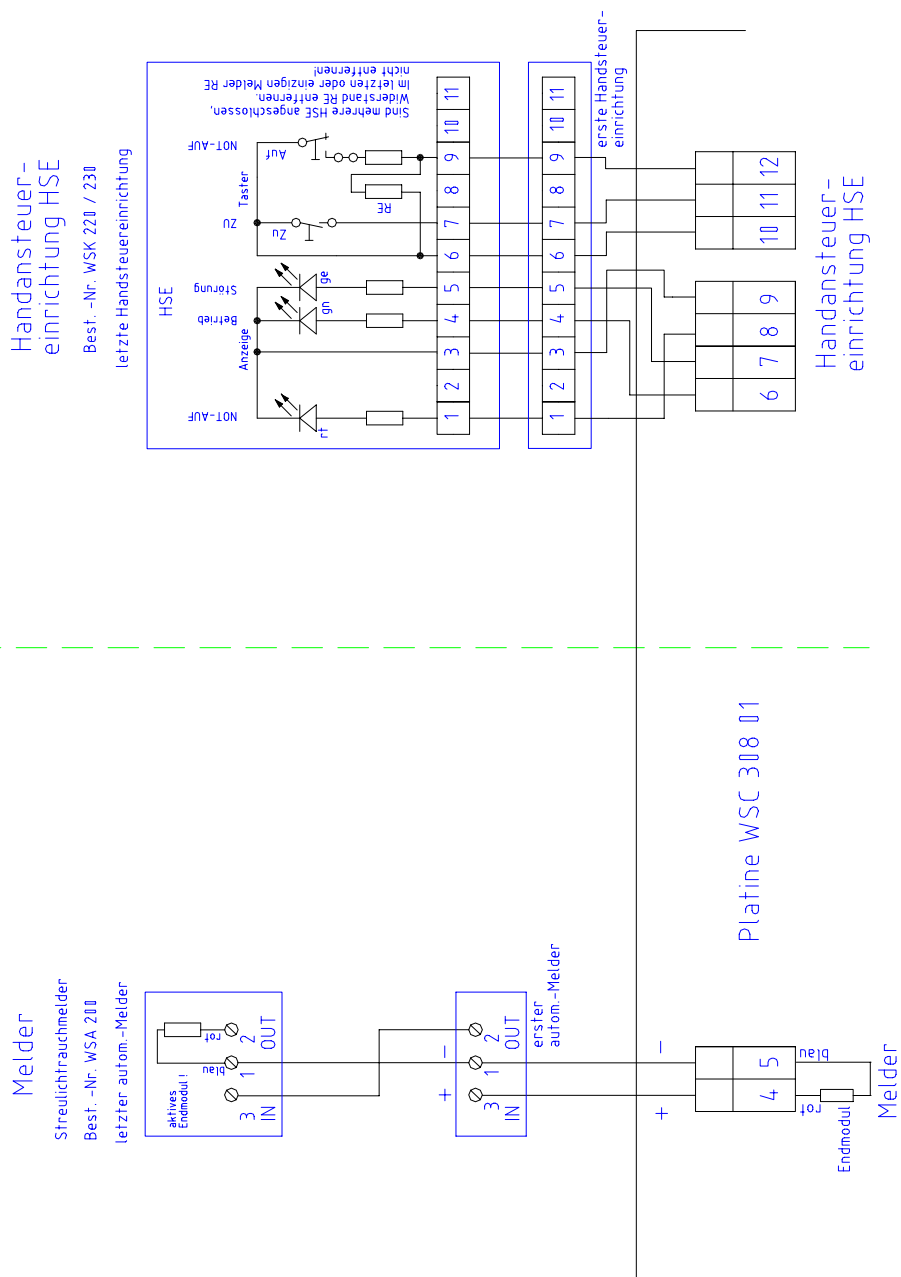 Melder
Streulichtrauchmelder
Best. -Nr. WSA 200
letzter autom.-Melder
aktives
Endmodul !
rot
blau
3 1 2
IN OUT
+ -
3 1 2
IN OUT
erster
autom.-Melder
+ -
4 5
rot
blau
Endmodul
Melder
Platine WSC 308 01
Handansteuer-
einrichtung HSE
Best. -Nr. WSK 220 / 230
letzte Handsteuereinrichtung
HSE
NOT-AUF
Betrieb
Störung
ZU
NOT-AUF
Anzeige
Taster
rt
gn
ge
Zu
Auf
RE
Sind mehrere HSE angeschlossen,
Widerstand RE entfernen.
Im letzten oder einzigen Melder RE
nicht entfernen!
1 2 3 4 5 6 7 8 9 10 11
1 2 3 4 5 6 7 8 9 10 11
erste Handsteuer-
einrichtung
6 7 8 9 10 11 12
Handansteuer-
einrichtung HSE